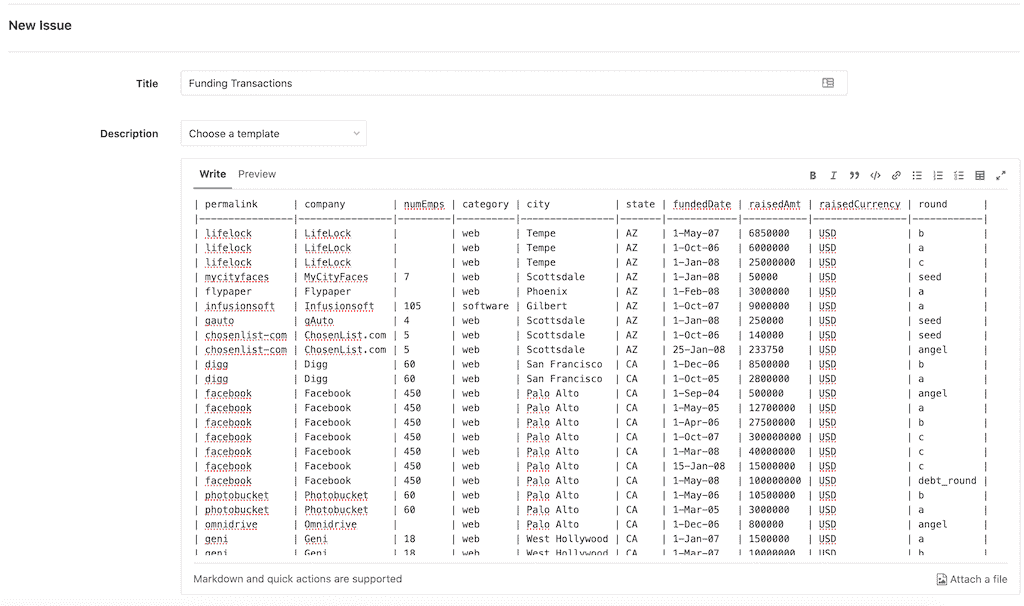 New Issue
Title
Funding Transactions
Description
Choose a template
Write Preview
| permalink | company | numEmps | category | city | state | fundedDate | raisedAmt | raisedCurrency | round |
|-----------------|-----------------|---------|----------|----------------|-------|------------|-----------|----------------|------------|
| lifelock | LifeLock | | web | Tempe | AZ | 1-May-07 | 6850000 | USD | b |
| lifelock | LifeLock | | web | Tempe | AZ | 1-Oct-06 | 6000000 | USD | a |
| lifelock | LifeLock | | web | Tempe | AZ | 1-Jan-08 | 25000000 | USD | c |
| mycityfaces | MyCityFaces | 7 | web | Scottsdale | AZ | 1-Jan-08 | 50000 | USD | seed |
| flypaper | Flypaper | | web | Phoenix | AZ | 1-Feb-08 | 3000000 | USD | a |
| infusionsoft | Infusionsoft | 105 | software | Gilbert | AZ | 1-Oct-07 | 9000000 | USD | a |
| gauto | gAuto | 4 | web | Scottsdale | AZ | 1-Jan-08 | 250000 | USD | seed |
| chosenlist-com | ChosenList.com | 5 | web | Scottsdale | AZ | 1-Oct-06 | 140000 | USD | seed |
| chosenlist-com | ChosenList.com | 5 | web | Scottsdale | AZ | 25-Jan-08 | 233750 | USD | angel |
| digg | Digg | 60 | web | San Francisco | CA | 1-Dec-06 | 8500000 | USD | b |
| digg | Digg | 60 | web | San Francisco | CA | 1-Oct-05 | 2800000 | USD | a |
| facebook | Facebook | 450 | web | Palo Alto | CA | 1-Sep-04 | 500000 | USD | angel |
| facebook | Facebook | 450 | web | Palo Alto | CA | 1-May-05 | 12700000 | USD | a |
| facebook | Facebook | 450 | web | Palo Alto | CA | 1-Apr-06 | 27500000 | USD | b |
| facebook | Facebook | 450 | web | Palo Alto | CA | 1-Oct-07 | 300000000 | USD | c |
| facebook | Facebook | 450 | web | Palo Alto | CA | 1-Mar-08 | 40000000 | USD | c |
| facebook | Facebook | 450 | web | Palo Alto | CA | 15-Jan-08 | 15000000 | USD | c |
| facebook | Facebook | 450 | web | Palo Alto | CA | 1-May-08 | 100000000 | USD | debt_round |
| photobucket | Photobucket | 60 | web | Palo Alto | CA | 1-May-06 | 10500000 | USD | b |
| photobucket | Photobucket | 60 | web | Palo Alto | CA | 1-Mar-05 | 3000000 | USD | a |
| omnidrive | Omnidrive | | web | Palo Alto | CA | 1-Dec-06 | 800000 | USD | angel |
| geni | Geni | 18 | web | West Hollywood | CA | 1-Jan-07 | 1500000 | USD | a |
| geni | Geni | 18 | web | West Hollywood | CA | 1-Mar-07 | 10000000 | USD | b |
Markdown and quick actions are supported
Attach a file